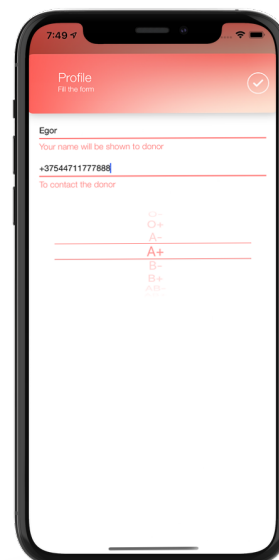 7:49
Profile
Fill the form
Egor
Your name will be shown to donor
+37544711777888
To contact the donor
O-
O+
A-
A+
B-
B+
AB-